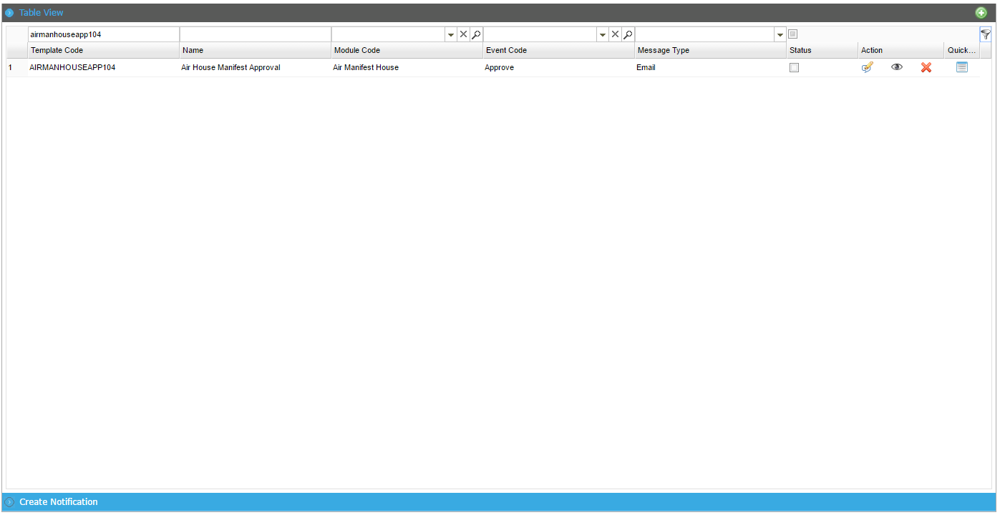 Table View
airmanhouseapp104
Template Code Name Module Code Event Code Message Type Status Action Quick...
1 AIRMANHOUSEAPP104 Air House Manifest Approval Air Manifest House Approve Email
Create Notification